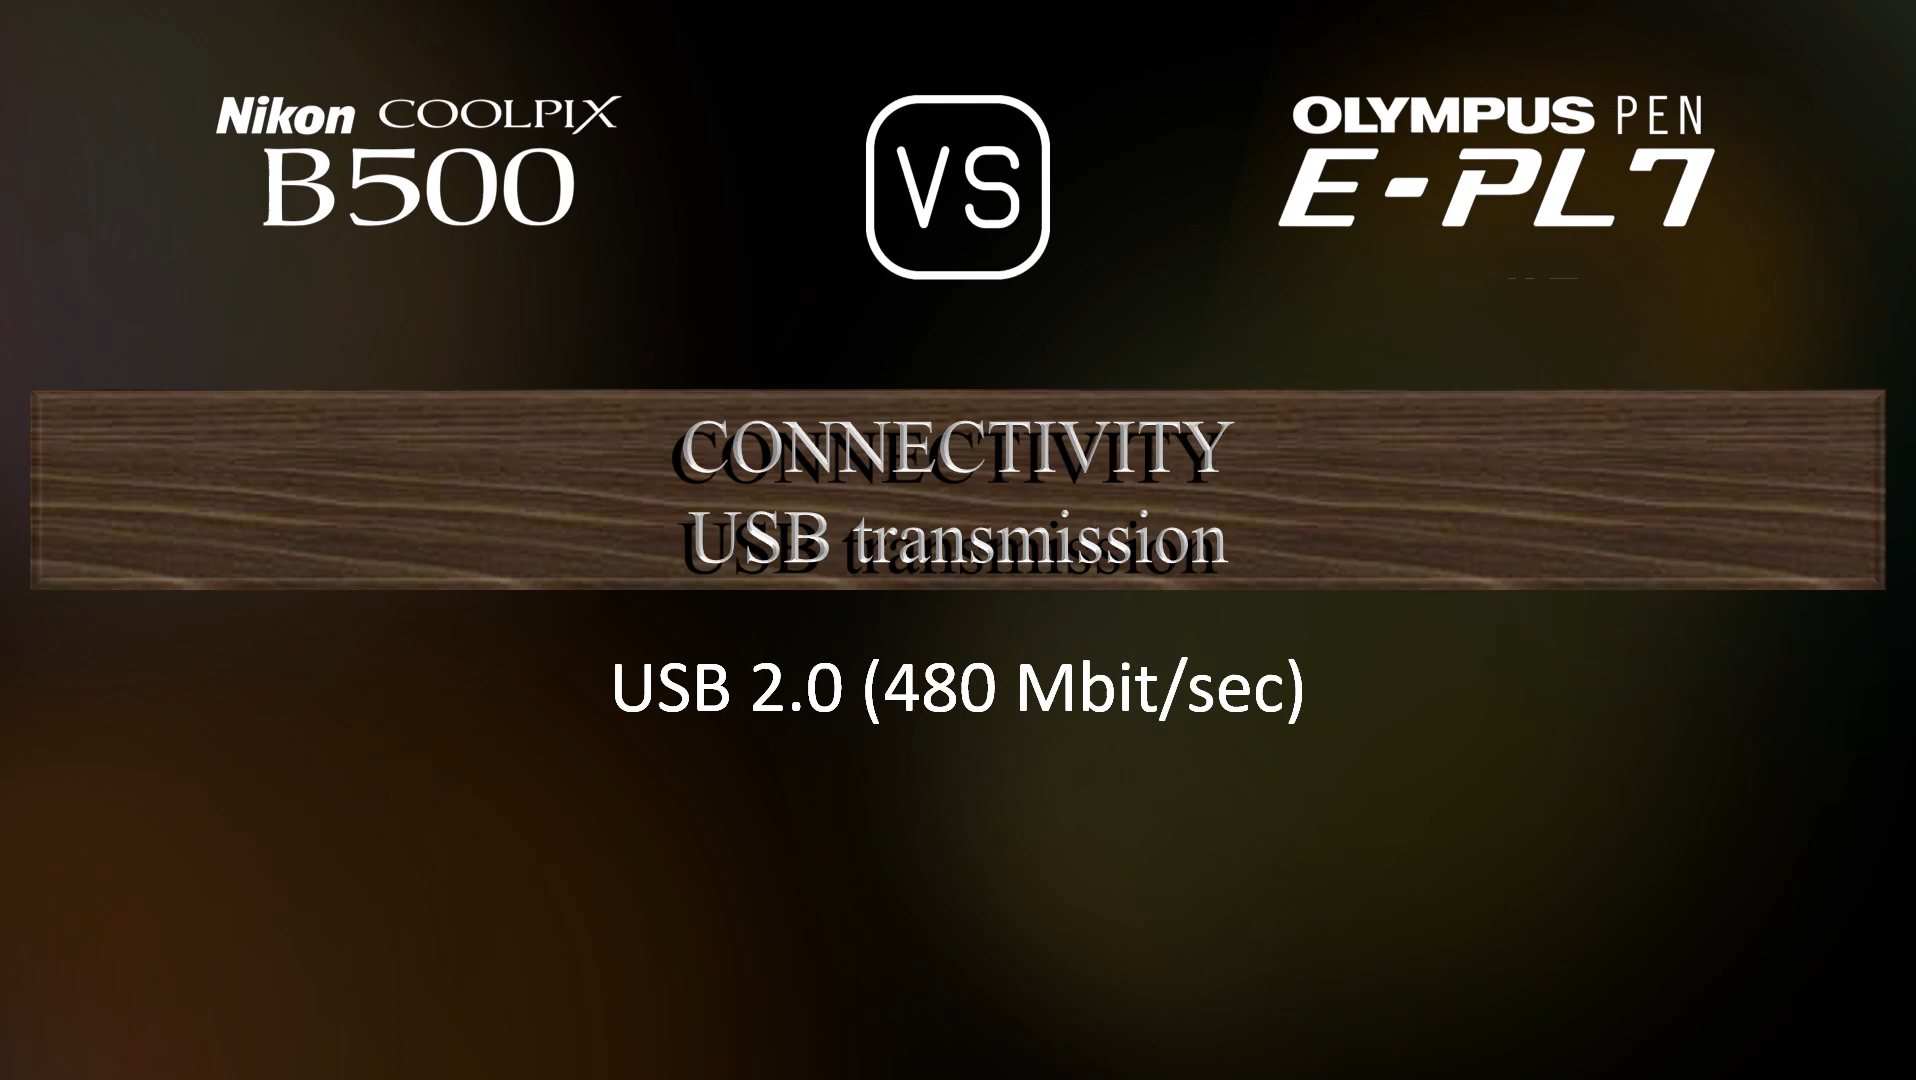 Nikon COOLPIX
B500
VS
OLYMPUS PEN
E-PL7
CONNECTIVITY
USB transmission
USB 2.0 (480 Mbit/sec)